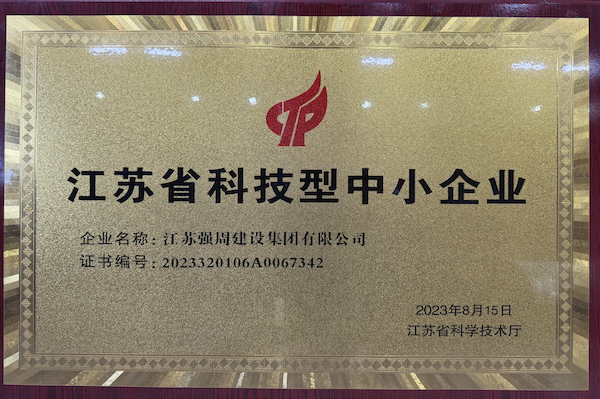 江苏省科技型中小企业
企业名称：江苏强周建设集团有限公司
证书编号：2023320106A0067342
2023年8月15日
江苏省科学技术厅